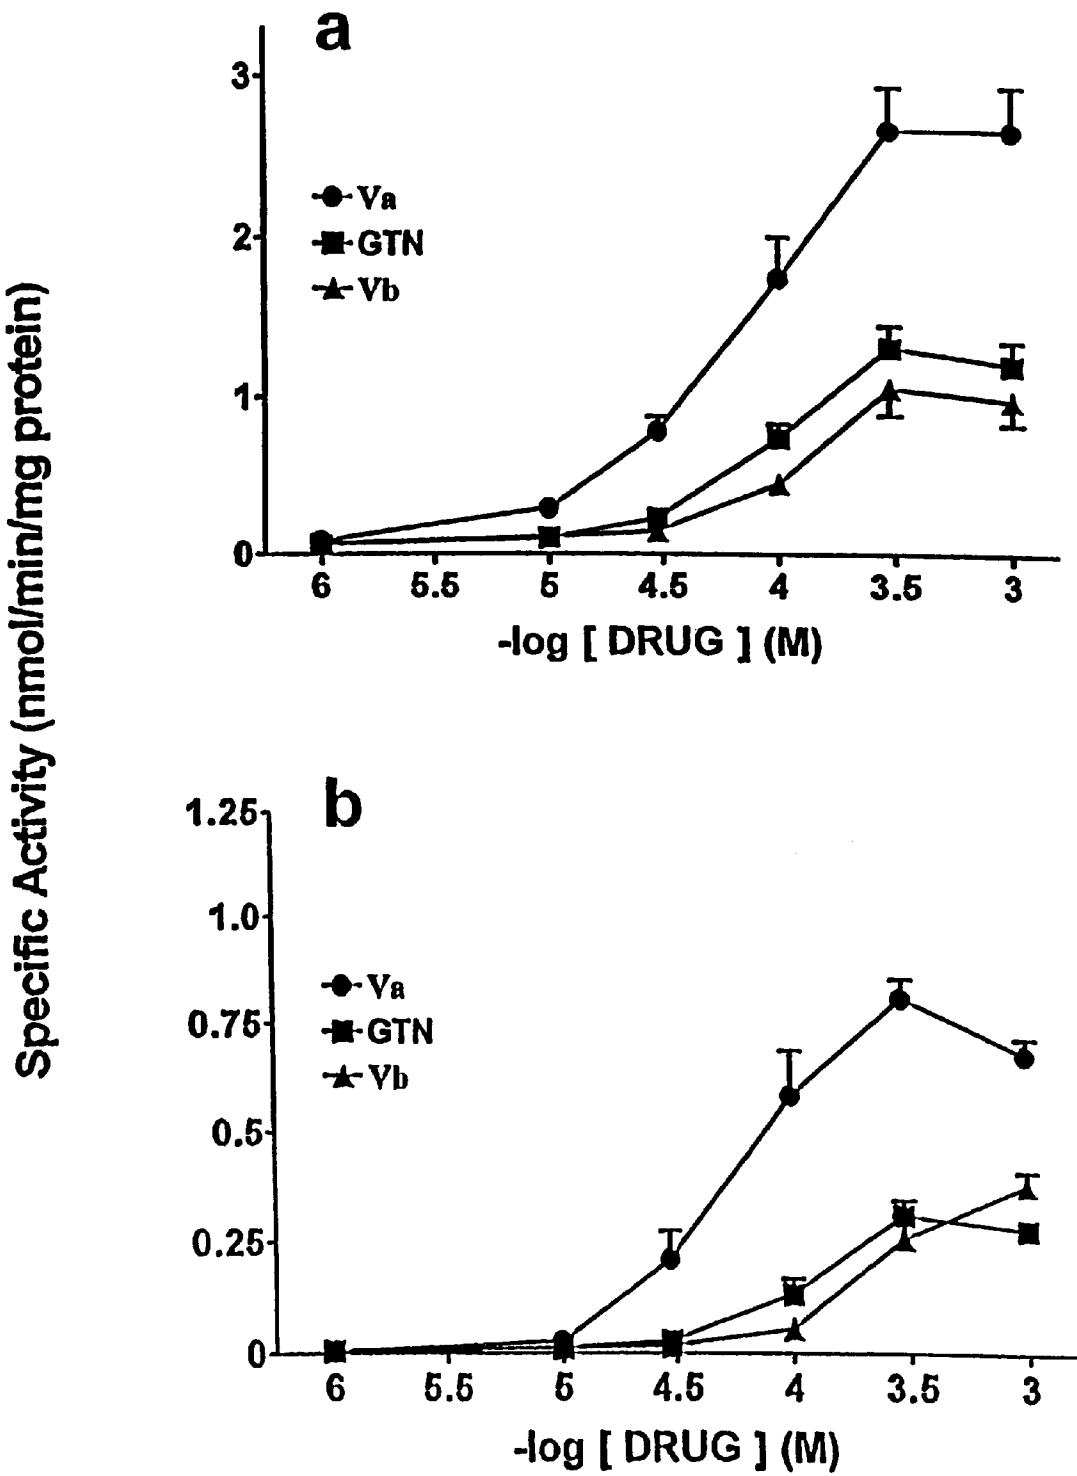 a
3
2
1
0
Va
GTN
Vb
6 5.5 5 4.5 4 3.5 3
-log [ DRUG ] (M)
Specific Activity (nmol/min/mg protein)
b
1.25
1.0
0.75
0.5
0.25
0
Va
GTN
Vb
6 5.5 5 4.5 4 3.5 3
-log [ DRUG ] (M)